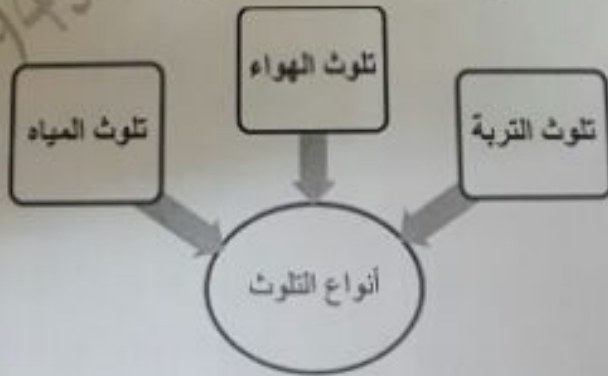 تلوث الهواء
تلوث التربة
تلوث المياه
أنواع التلوث